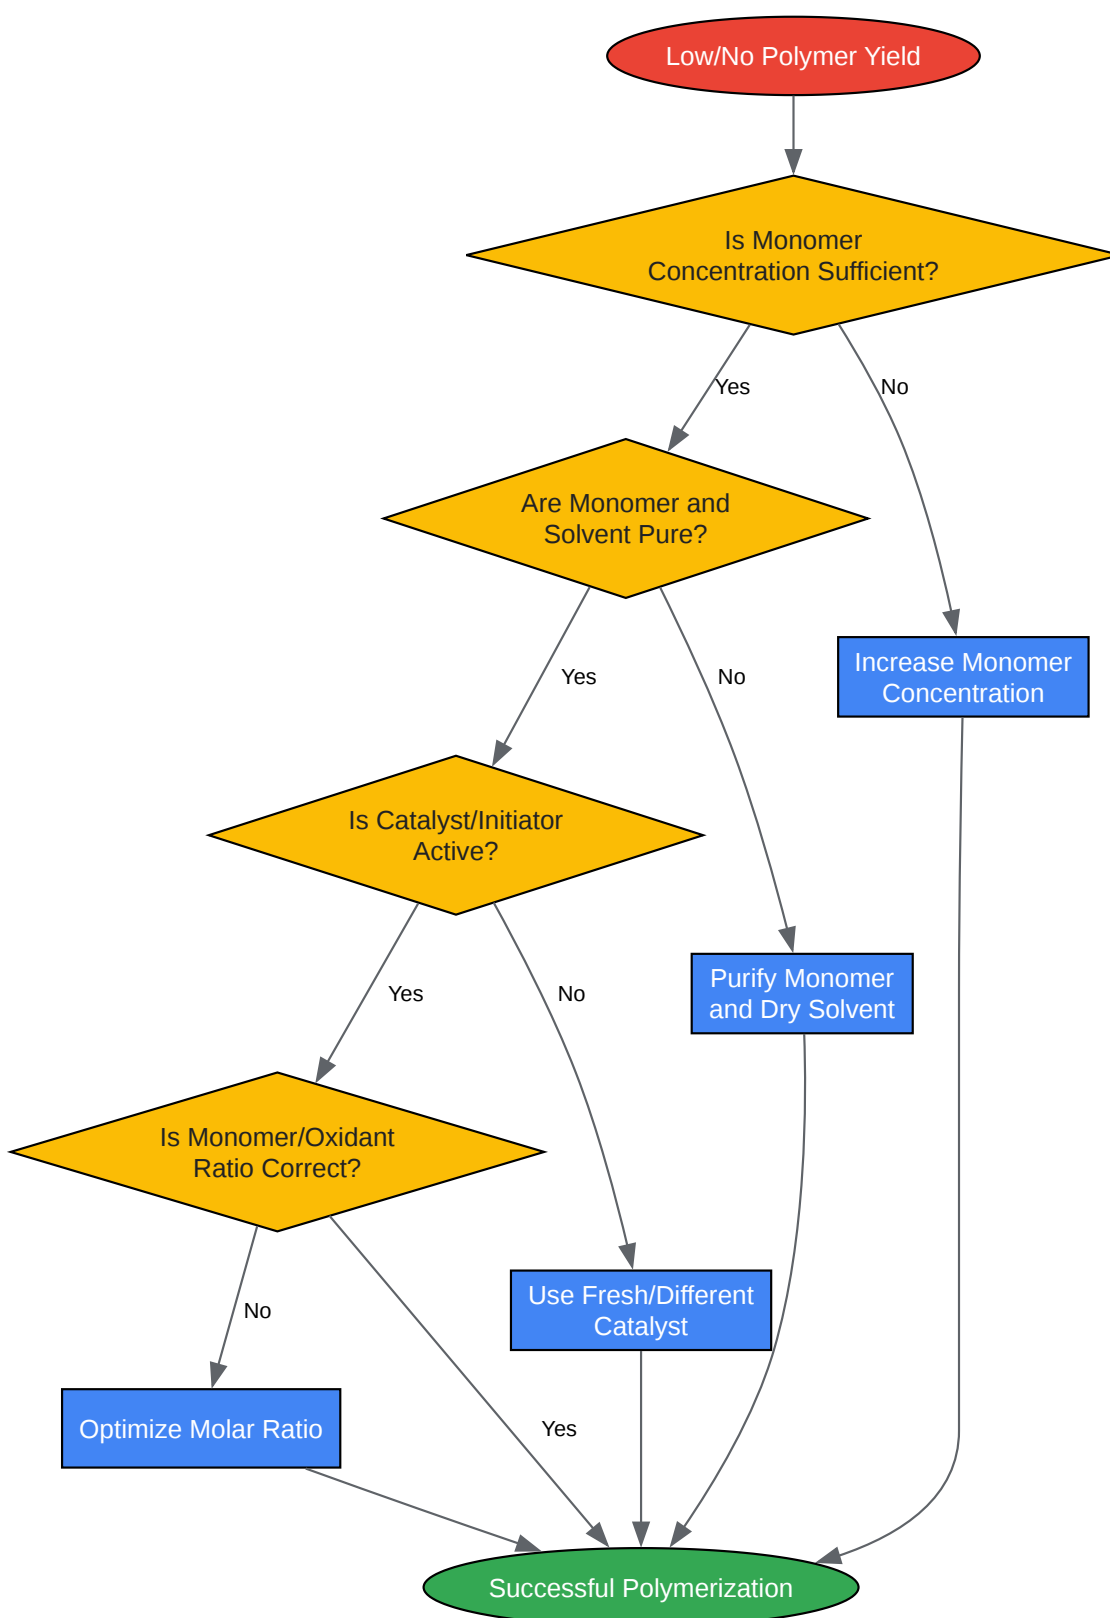 Low/No Polymer Yield
Is Monomer
Concentration Sufficient?
Yes
No
Are Monomer and
Solvent Pure?
Yes
No
Increase Monomer
Concentration
Is Catalyst/Initiator
Active?
Yes
No
Purify Monomer
and Dry Solvent
Is Monomer/Oxidant
Ratio Correct?
No
Yes
Use Fresh/Different
Catalyst
Optimize Molar Ratio
Successful Polymerization